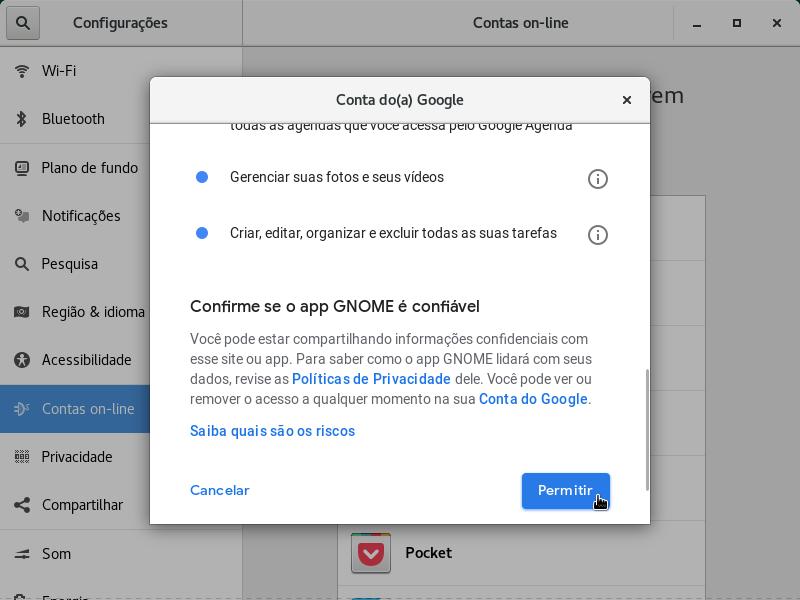 Configurações
Contas on-line
Wi-Fi
Bluetooth
Plano de fundo
Notificações
Pesquisa
Região & idioma
Acessibilidade
Contas on-line
Privacidade
Compartilhar
Som
Energia
Conta do(a) Google
todas as agendas que você acessa pelo Google Agenda
Gerenciar suas fotos e seus vídeos
Criar, editar, organizar e excluir todas as suas tarefas
Confirme se o app GNOME é confiável
Você pode estar compartilhando informações confidenciais com
esse site ou app. Para saber como o app GNOME lidará com seus
dados, revise as Políticas de Privacidade dele. Você pode ver ou
remover o acesso a qualquer momento na sua Conta do Google.
Saiba quais são os riscos
Cancelar
Permitir
Pocket